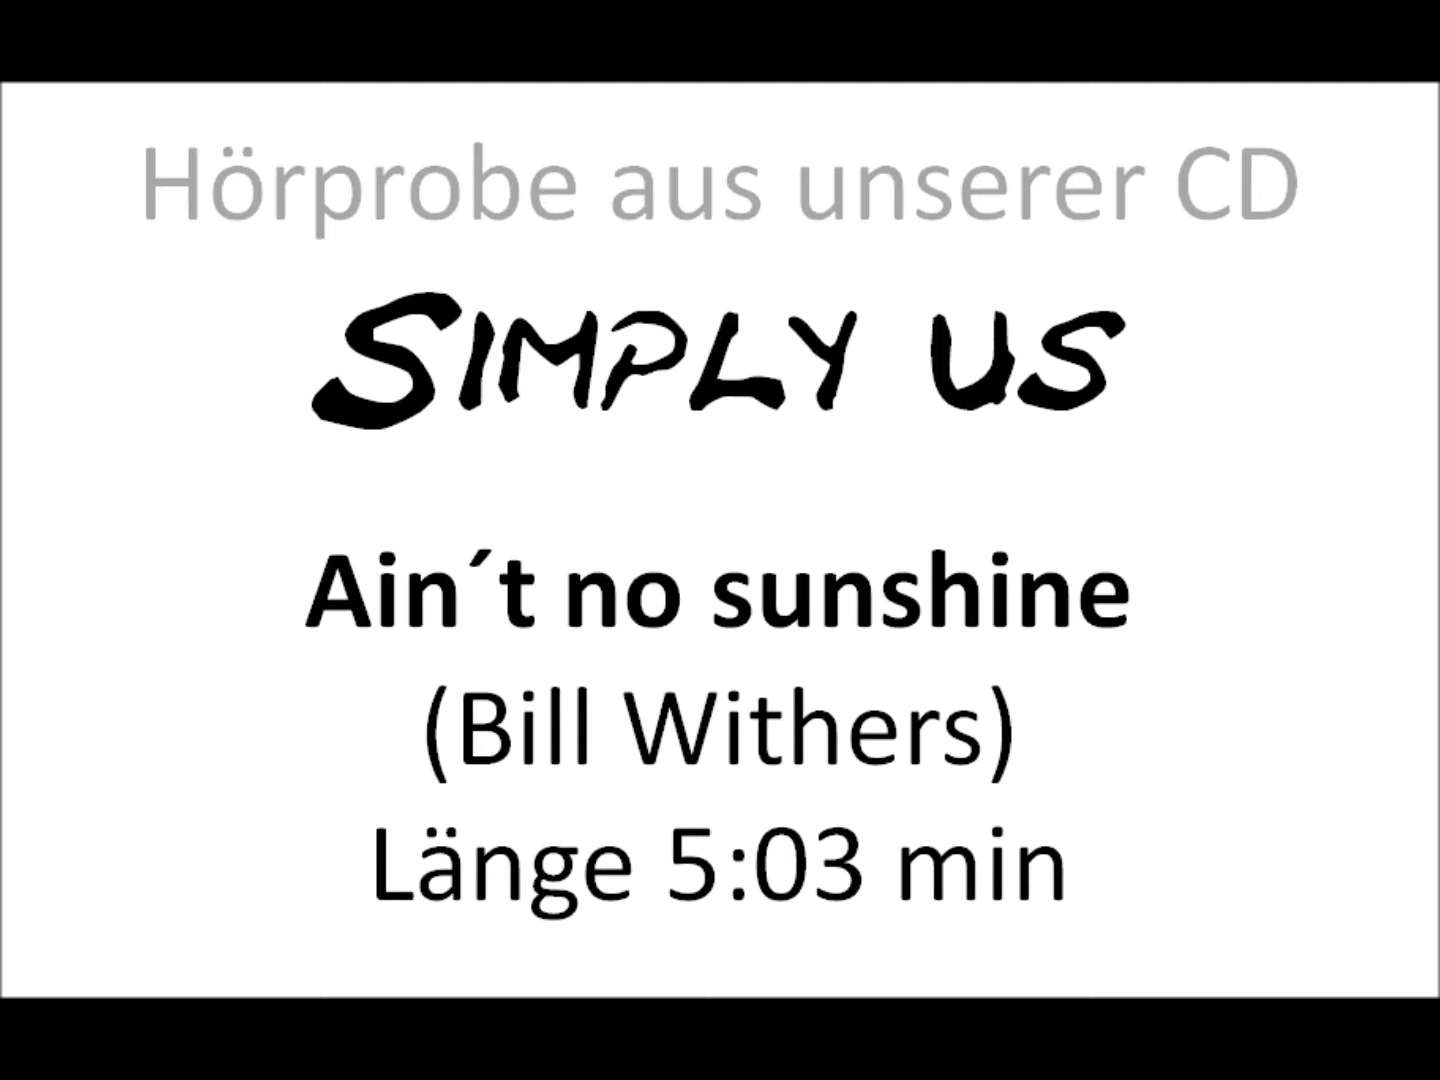 Hörprobe aus unserer CD
SIMPLY US
Ain´t no sunshine
(Bill Withers)
Länge 5:03 min